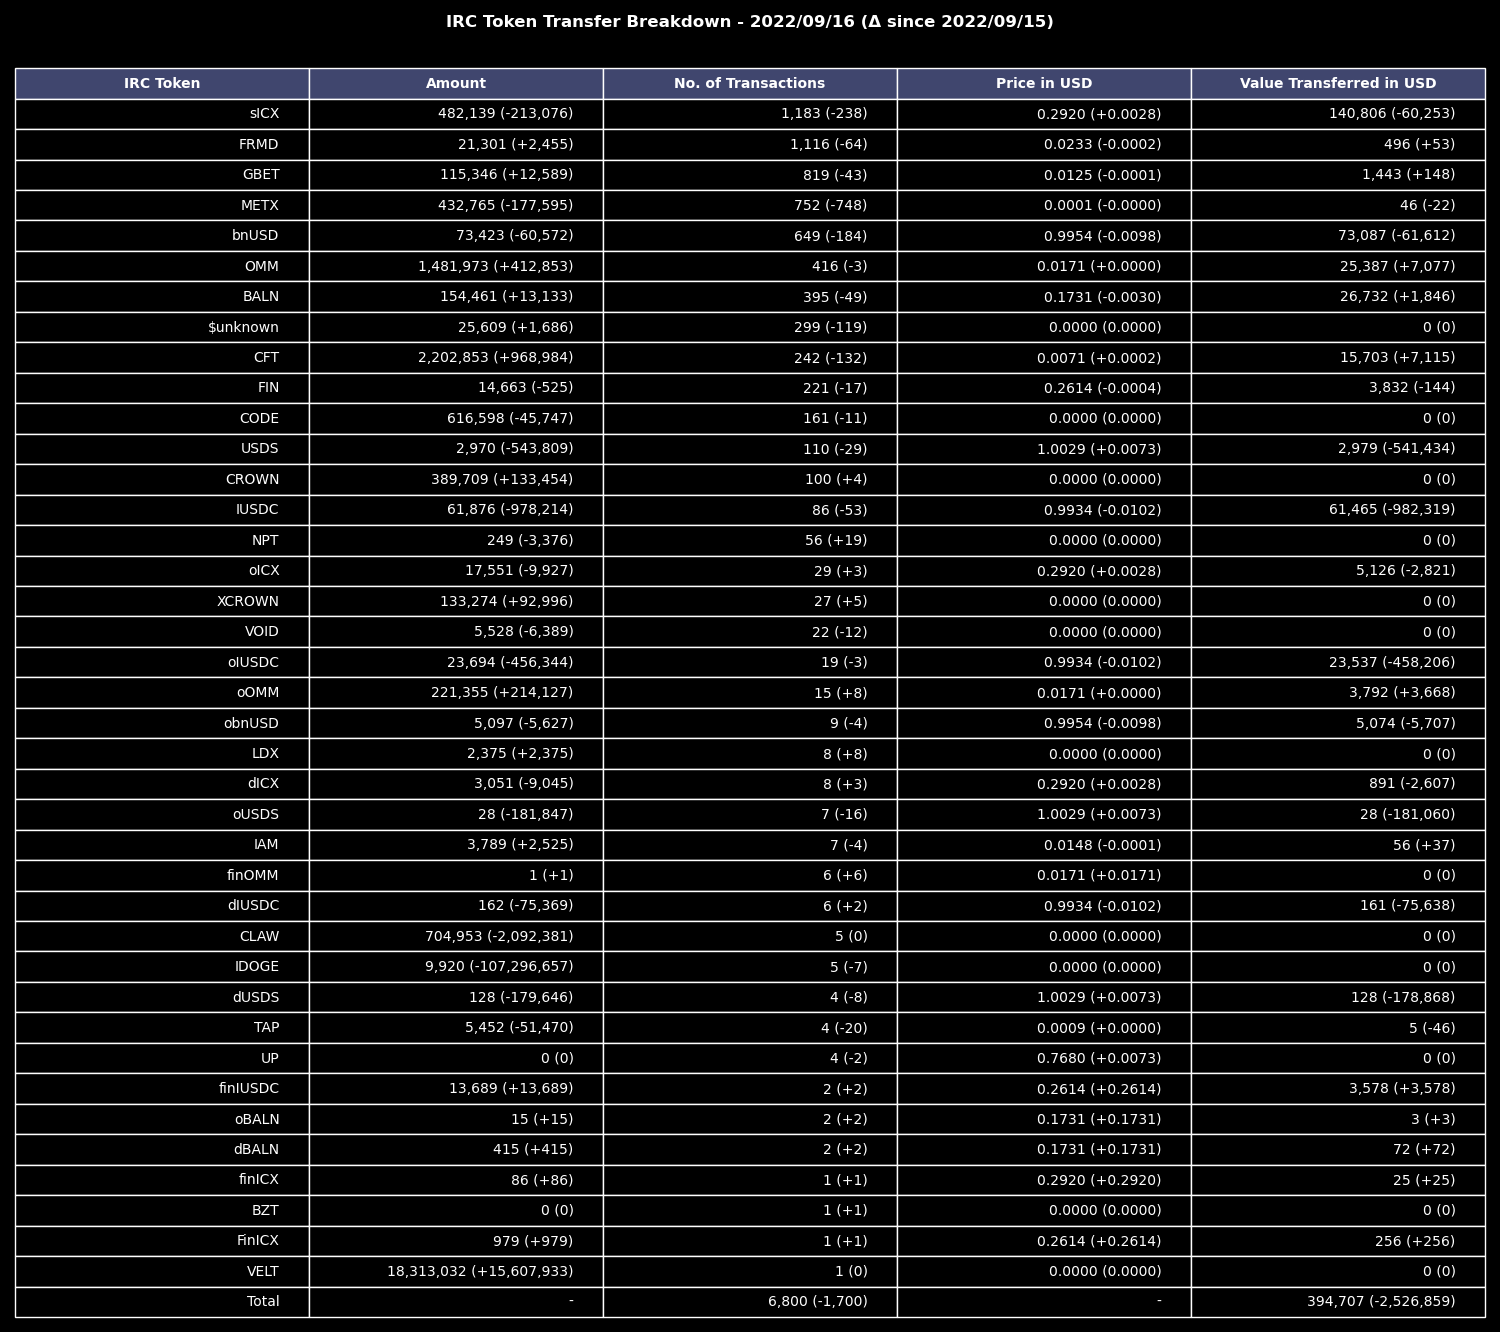 IRC Token Transfer Breakdown - 2022/09/16 (Δ since 2022/09/15)
IRC Token Amount No. of Transactions Price in USD Value Transferred in USD
sICX 482,139 (-213,076) 1,183 (-238) 0.2920 (+0.0028) 140,806 (-60,253)
FRMD 21,301 (+2,455) 1,116 (-64) 0.0233 (-0.0002) 496 (+53)
GBET 115,346 (+12,589) 819 (-43) 0.0125 (-0.0001) 1,443 (+148)
METX 432,765 (-177,595) 752 (-748) 0.0001 (-0.0000) 46 (-22)
bnUSD 73,423 (-60,572) 649 (-184) 0.9954 (-0.0098) 73,087 (-61,612)
OMM 1,481,973 (+412,853) 416 (-3) 0.0171 (+0.0000) 25,387 (+7,077)
BALN 154,461 (+13,133) 395 (-49) 0.1731 (-0.0030) 26,732 (+1,846)
$unknown 25,609 (+1,686) 299 (-119) 0.0000 (0.0000) 0 (0)
CFT 2,202,853 (+968,984) 242 (-132) 0.0071 (+0.0002) 15,703 (+7,115)
FIN 14,663 (-525) 221 (-17) 0.2614 (-0.0004) 3,832 (-144)
CODE 616,598 (-45,747) 161 (-11) 0.0000 (0.0000) 0 (0)
USDS 2,970 (-543,809) 110 (-29) 1.0029 (+0.0073) 2,979 (-541,434)
CROWN 389,709 (+133,454) 100 (+4) 0.0000 (0.0000) 0 (0)
IUSDC 61,876 (-978,214) 86 (-53) 0.9934 (-0.0102) 61,465 (-982,319)
NPT 249 (-3,376) 56 (+19) 0.0000 (0.0000) 0 (0)
oICX 17,551 (-9,927) 29 (+3) 0.2920 (+0.0028) 5,126 (-2,821)
XCROWN 133,274 (+92,996) 27 (+5) 0.0000 (0.0000) 0 (0)
VOID 5,528 (-6,389) 22 (-12) 0.0000 (0.0000) 0 (0)
oIUSDC 23,694 (-456,344) 19 (-3) 0.9934 (-0.0102) 23,537 (-458,206)
oOMM 221,355 (+214,127) 15 (+8) 0.0171 (+0.0000) 3,792 (+3,668)
obnUSD 5,097 (-5,627) 9 (-4) 0.9954 (-0.0098) 5,074 (-5,707)
LDX 2,375 (+2,375) 8 (+8) 0.0000 (0.0000) 0 (0)
dICX 3,051 (-9,045) 8 (+3) 0.2920 (+0.0028) 891 (-2,607)
oUSDS 28 (-181,847) 7 (-16) 1.0029 (+0.0073) 28 (-181,060)
IAM 3,789 (+2,525) 7 (-4) 0.0148 (-0.0001) 56 (+37)
finOMM 1 (+1) 6 (+6) 0.0171 (+0.0171) 0 (0)
dIUSDC 162 (-75,369) 6 (+2) 0.9934 (-0.0102) 161 (-75,638)
CLAW 704,953 (-2,092,381) 5 (0) 0.0000 (0.0000) 0 (0)
IDOGE 9,920 (-107,296,657) 5 (-7) 0.0000 (0.0000) 0 (0)
dUSDS 128 (-179,646) 4 (-8) 1.0029 (+0.0073) 128 (-178,868)
TAP 5,452 (-51,470) 4 (-20) 0.0009 (+0.0000) 5 (-46)
UP 0 (0) 4 (-2) 0.7680 (+0.0073) 0 (0)
finIUSDC 13,689 (+13,689) 2 (+2) 0.2614 (+0.2614) 3,578 (+3,578)
oBALN 15 (+15) 2 (+2) 0.1731 (+0.1731) 3 (+3)
dBALN 415 (+415) 2 (+2) 0.1731 (+0.1731) 72 (+72)
finICX 86 (+86) 1 (+1) 0.2920 (+0.2920) 25 (+25)
BZT 0 (0) 1 (+1) 0.0000 (0.0000) 0 (0)
FinICX 979 (+979) 1 (+1) 0.2614 (+0.2614) 256 (+256)
VELT 18,313,032 (+15,607,933) 1 (0) 0.0000 (0.0000) 0 (0)
Total - 6,800 (-1,700) - 394,707 (-2,526,859)